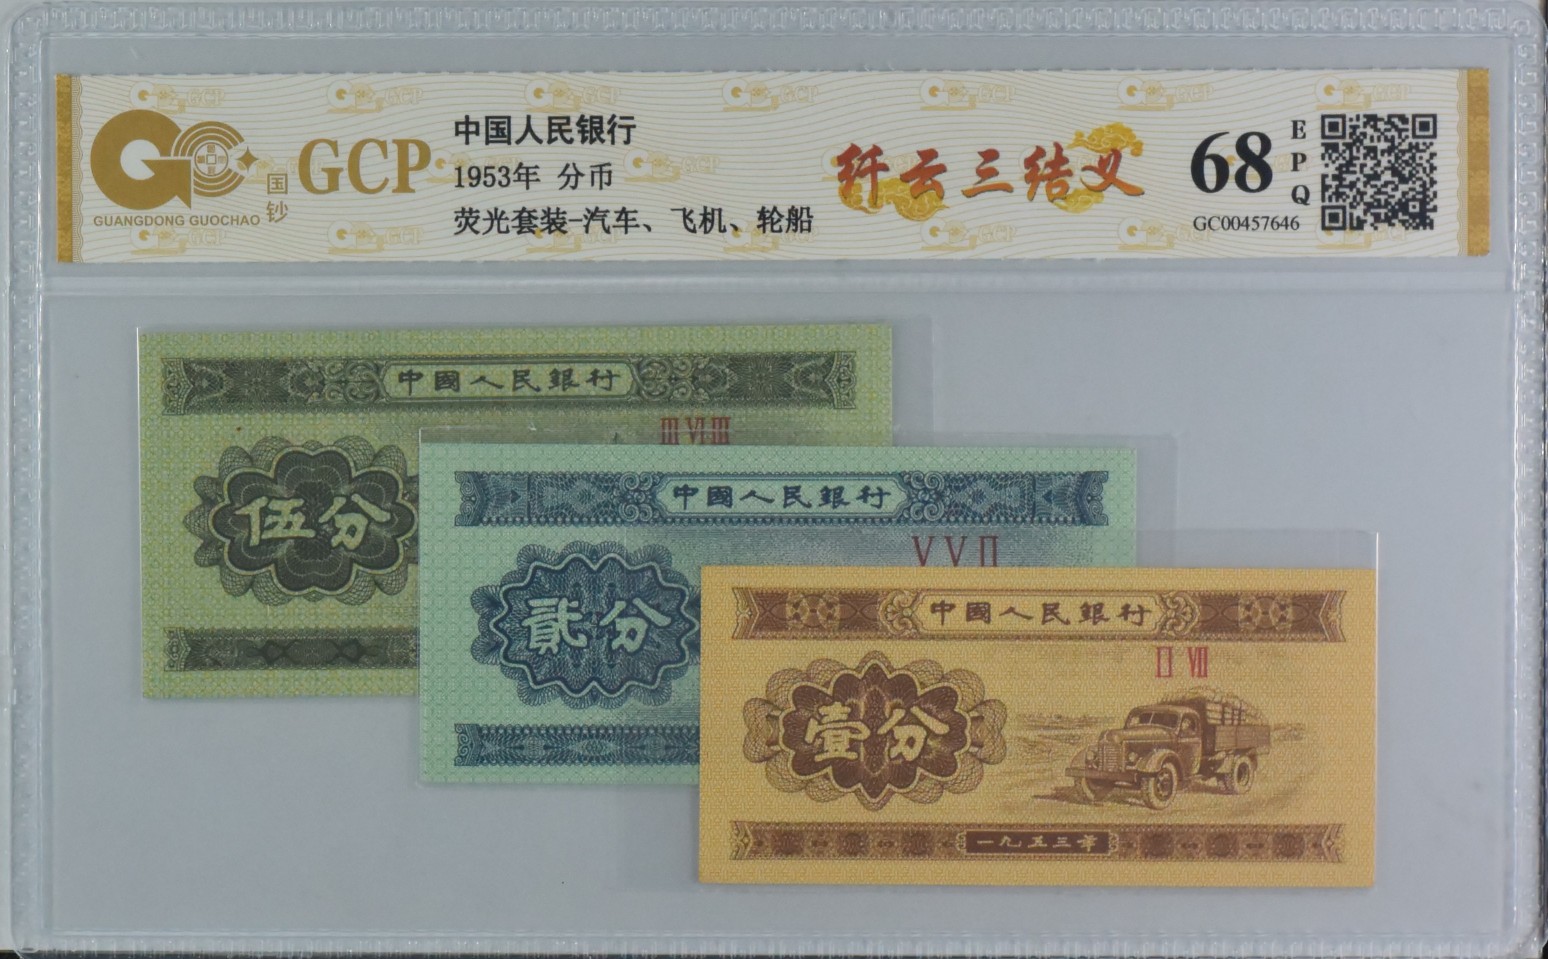 GUANGDONG GUOCHAO
国钞
GCP
中国人民银行
1953年 分币
荧光套装-汽车、飞机、轮船
纤云三结义
68
EPQ
GC00457646
中國人民銀行
III VI III
伍分
中國人民銀行
V V II
貳分
中國人民銀行
II VII
壹分
一九五三年